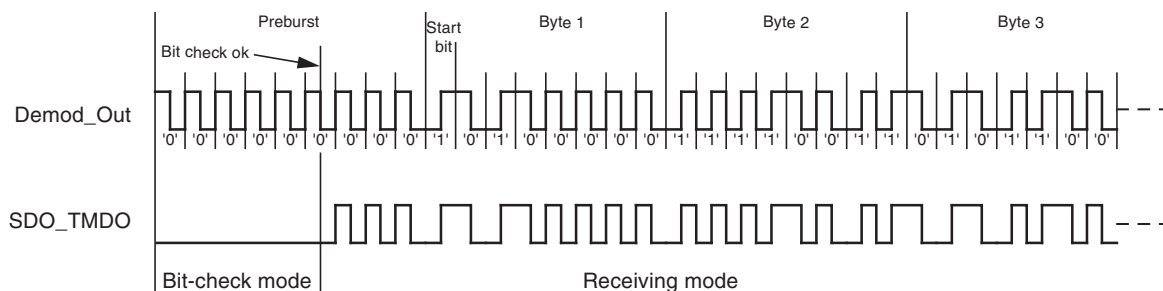 Preburst Start bit Byte 1 Byte 2 Byte 3
Bit check ok
Demod_Out
'0' '0' '0' '0' '0' '0' '0' '0' '0' '1' '0' '1' '0' '0' '0' '0' '0' '1' '1' '1' '1' '0' '0' '1' '1' '0' '1' '0' '1' '1' '0' '0'
SDO_TMDO
Bit-check mode Receiving mode